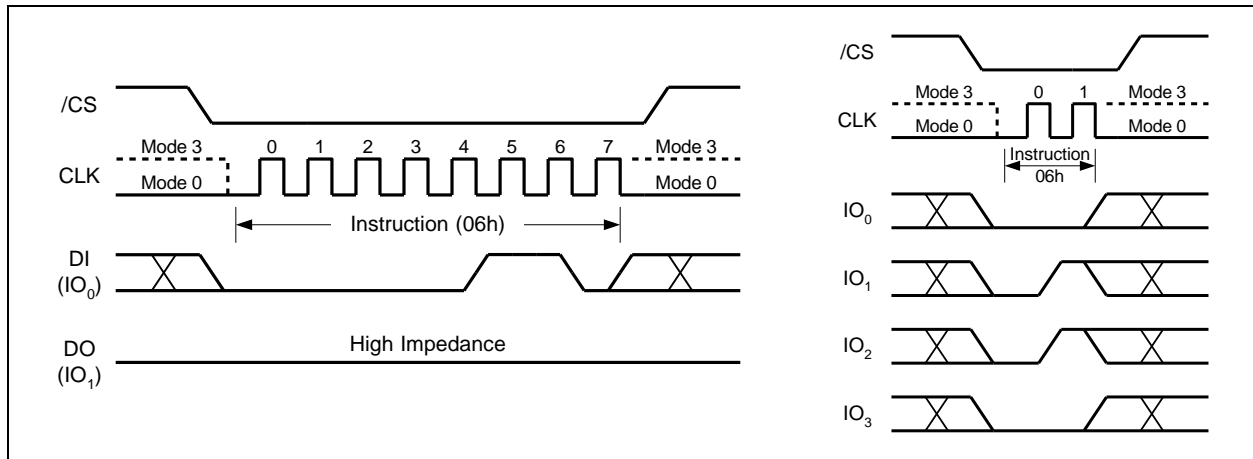 /CS
Mode 3 0 1 2 3 4 5 6 7 Mode 3
CLK
Mode 0 Mode 0
Instruction (06h)
DI
(IO0)
High Impedance
DO
(IO1)
/CS
Mode 3 0 1 Mode 3
CLK
Mode 0 Mode 0
Instruction
06h
IO0
IO1
IO2
IO3